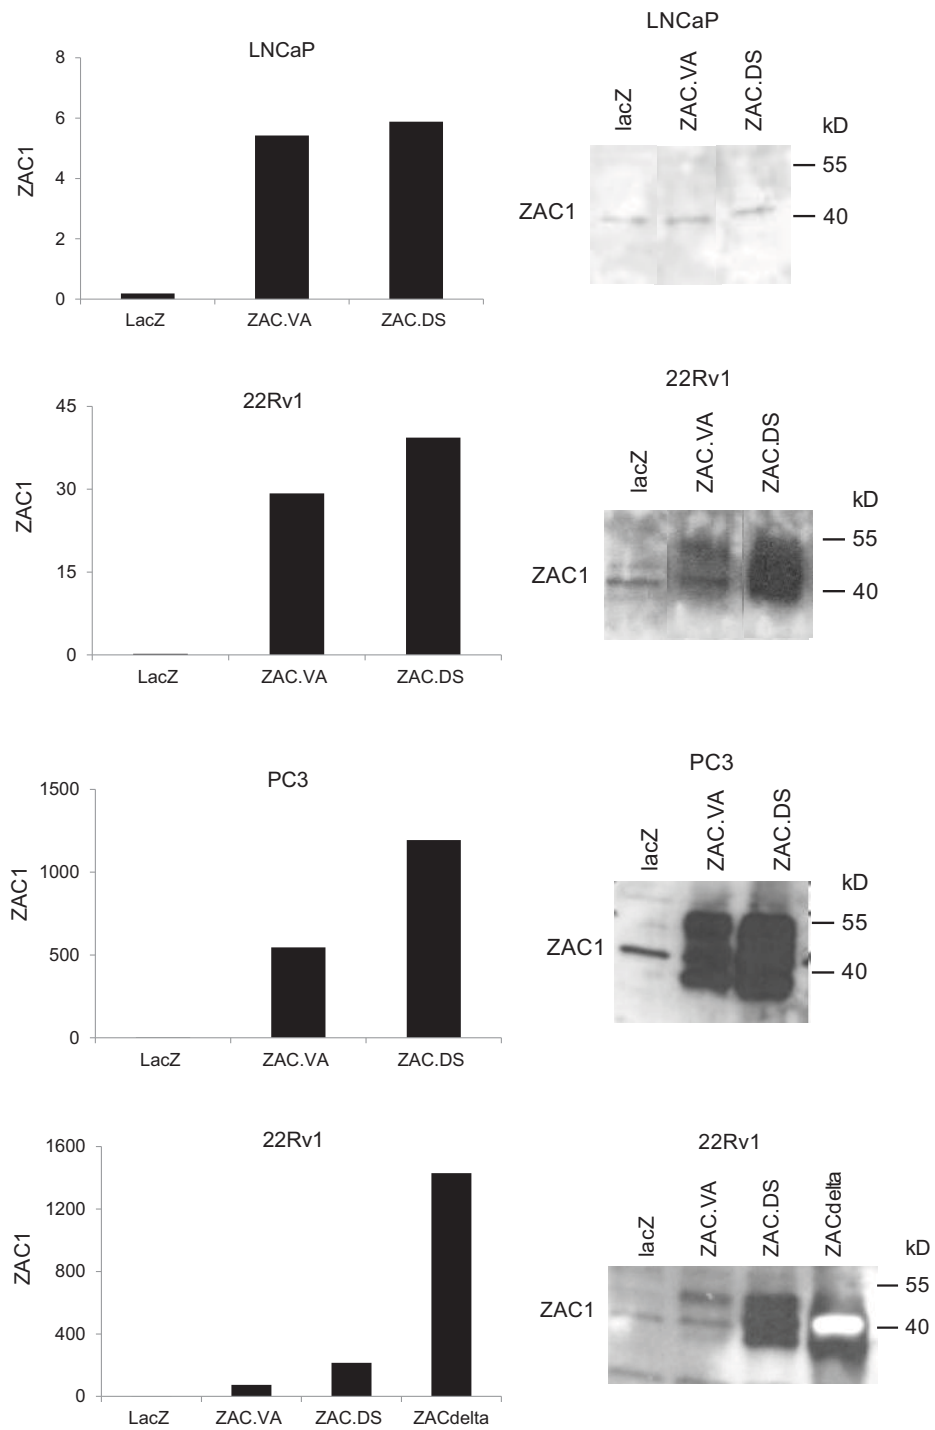 LNCaP
8
6
4
2
0
ZAC1
LacZ ZAC.VA ZAC.DS
LNCaP
lacZ ZAC.VA ZAC.DS
kD
55
ZAC1
40
22Rv1
45
30
15
0
ZAC1
LacZ ZAC.VA ZAC.DS
22Rv1
lacZ ZAC.VA ZAC.DS
kD
55
ZAC1
40
PC3
1500
1000
500
0
ZAC1
LacZ ZAC.VA ZAC.DS
PC3
lacZ ZAC.VA ZAC.DS
kD
55
ZAC1
40
22Rv1
1600
1200
800
400
0
ZAC1
LacZ ZAC.VA ZAC.DS ZACdelta
22Rv1
lacZ ZAC.VA ZAC.DS ZACdelta
kD
55
ZAC1
40